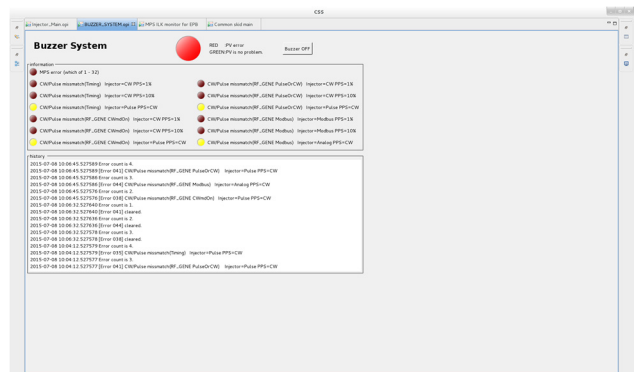 css
Injector_Main.opi
BUZZER_SYSTEM.opi
MPS ILK monitor for EPB
Common skid main
Buzzer System
RED :PV error
GREEN:PV is no problem.
Buzzer OFF
information
MPS error (which of 1 - 32)
CW/Pulse missmatch(Timing) Injector=CW PPS=1%
CW/Pulse missmatch(RF_GENE PulseOrCW) Injector=CW PPS=1%
CW/Pulse missmatch(Timing) Injector=CW PPS=10%
CW/Pulse missmatch(RF_GENE PulseOrCW) Injector=CW PPS=10%
CW/Pulse missmatch(Timing) Injector=Pulse PPS=CW
CW/Pulse missmatch(RF_GENE PulseOrCW) Injector=Pulse PPS=CW
CW/Pulse missmatch(RF_GENE CWmdOn) Injector=CW PPS=1%
CW/Pulse missmatch(RF_GENE Modbus) Injector=Modbus PPS=1%
CW/Pulse missmatch(RF_GENE CWmdOn) Injector=CW PPS=10%
CW/Pulse missmatch(RF_GENE Modbus) Injector=Modbus PPS=10%
CW/Pulse missmatch(RF_GENE CWmdOn) Injector=Pulse PPS=CW
CW/Pulse missmatch(RF_GENE Modbus) Injector=Analog PPS=CW
history
2015-07-08 10:06:45.527589 Error count is 4.
2015-07-08 10:06:45.527589 [Error 041] CW/Pulse missmatch(RF_GENE PulseOrCW) Injector=Pulse PPS=CW
2015-07-08 10:06:45.527586 Error count is 3.
2015-07-08 10:06:45.527586 [Error 044] CW/Pulse missmatch(RF_GENE Modbus) Injector=Analog PPS=CW
2015-07-08 10:06:45.527576 Error count is 2.
2015-07-08 10:06:45.527576 [Error 038] CW/Pulse missmatch(RF_GENE CWmdOn) Injector=Pulse PPS=CW
2015-07-08 10:06:32.527640 Error count is 1.
2015-07-08 10:06:32.527640 [Error 041] cleared.
2015-07-08 10:06:32.527636 Error count is 2.
2015-07-08 10:06:32.527636 [Error 044] cleared.
2015-07-08 10:06:32.527578 Error count is 3.
2015-07-08 10:06:32.527578 [Error 038] cleared.
2015-07-08 10:04:12.527579 Error count is 4.
2015-07-08 10:04:12.527579 [Error 035] CW/Pulse missmatch(Timing) Injector=Pulse PPS=CW
2015-07-08 10:04:12.527577 Error count is 3.
2015-07-08 10:04:12.527577 [Error 041] CW/Pulse missmatch(RF_GENE PulseOrCW) Injector=Pulse PPS=CW